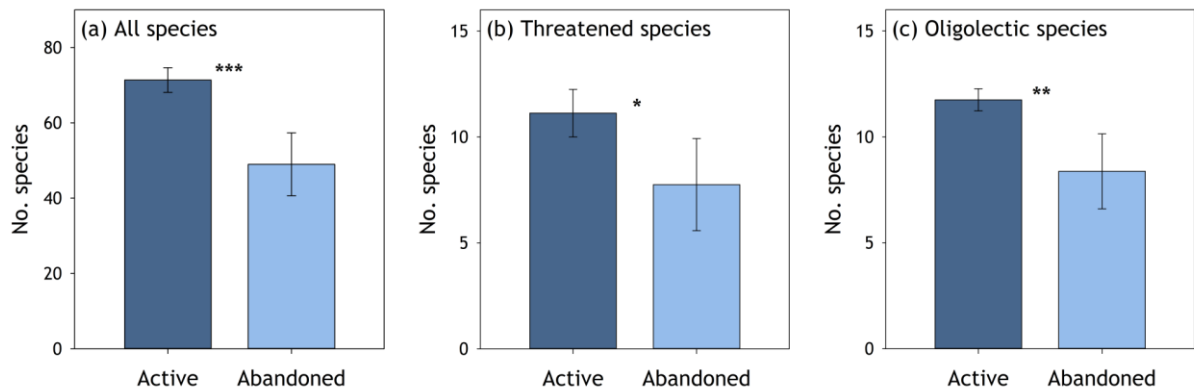 (a) All species
***
No. species
80
60
40
20
0
Active Abandoned
(b) Threatened species
*
No. species
15
10
5
0
Active Abandoned
(c) Oligolectic species
**
No. species
15
10
5
0
Active Abandoned